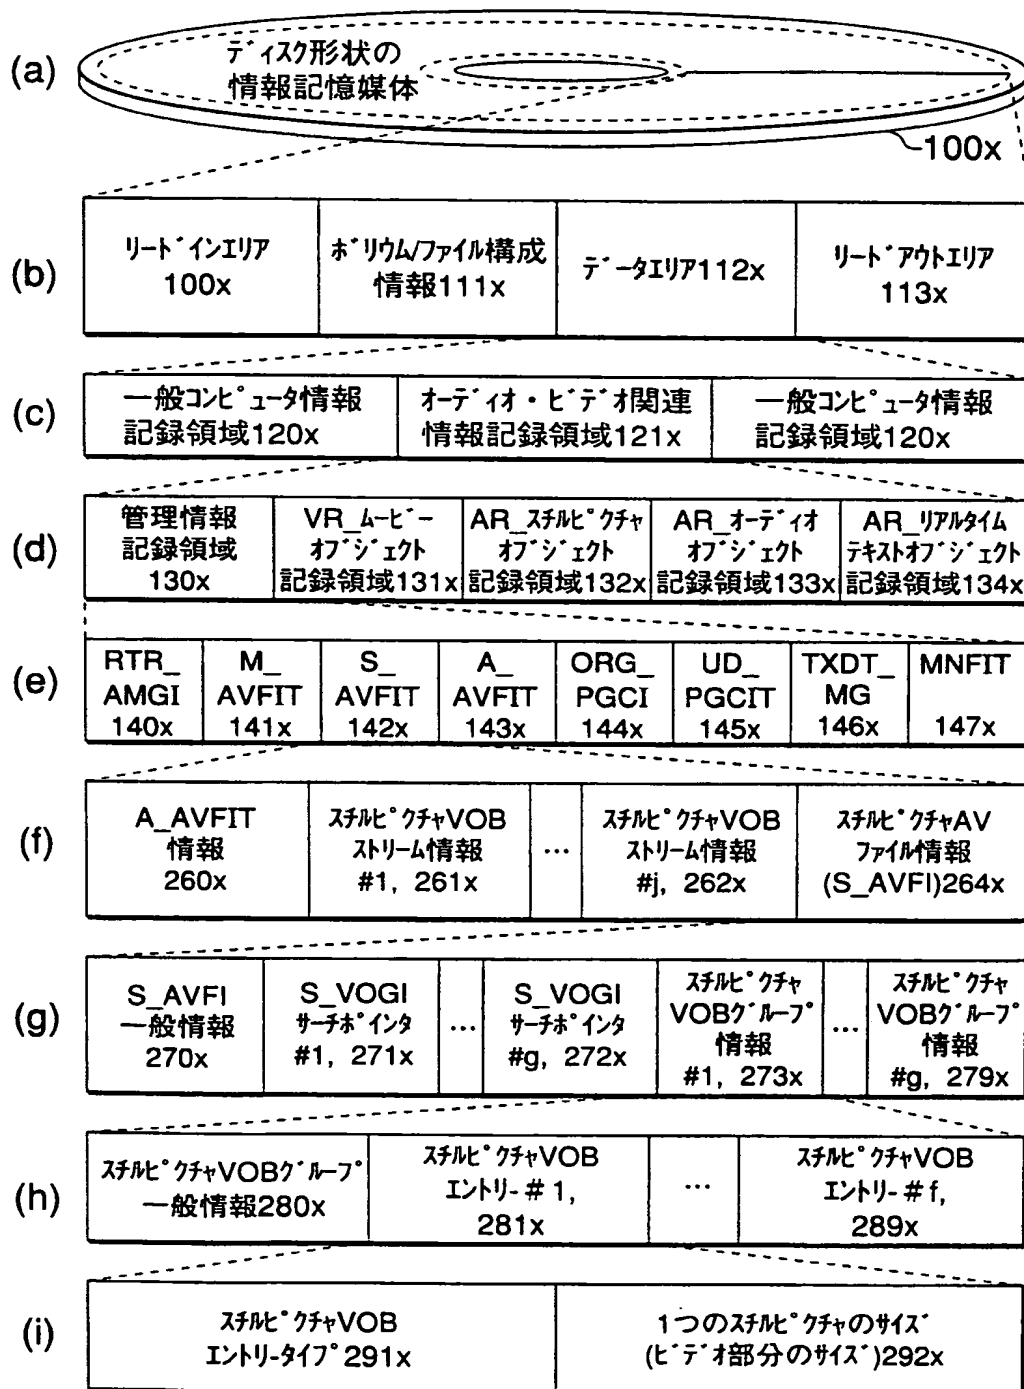 (a)
ディスク形状の
情報記憶媒体
100x
(b)
リードインエリア
100x
ボリウム/ファイル構成
情報111x
データエリア112x
リードアウトエリア
113x
(c)
一般コンピュータ情報
記録領域120x
オーディオ・ビデオ関連
情報記録領域121x
一般コンピュータ情報
記録領域120x
(d)
管理情報
記録領域
130x
VR_ムービー
オブジェクト
記録領域131x
AR_スチルピクチャ
オブジェクト
記録領域132x
AR_オーディオ
オブジェクト
記録領域133x
AR_リアルタイム
テキストオブジェクト
記録領域134x
(e)
RTR_
AMGI
140x
M_
AVFIT
141x
S_
AVFIT
142x
A_
AVFIT
143x
ORG_
PGCI
144x
UD_
PGCIT
145x
TXDT_
MG
146x
MNFIT
147x
(f)
A_AVFIT
情報
260x
スチルピクチャVOB
ストリーム情報
#1, 261x
...
スチルピクチャVOB
ストリーム情報
#j, 262x
スチルピクチャAV
ファイル情報
(S_AVFI)264x
(g)
S_AVFI
一般情報
270x
S_VOGI
サーチポインタ
#1, 271x
...
S_VOGI
サーチポインタ
#g, 272x
スチルピクチャ
VOBグループ
情報
#1, 273x
...
スチルピクチャ
VOBグループ
情報
#g, 279x
(h)
スチルピクチャVOBグループ
一般情報280x
スチルピクチャVOB
エントリ-#1,
281x
...
スチルピクチャVOB
エントリ-#f,
289x
(i)
スチルピクチャVOB
エントリ-タイプ291x
1つのスチルピクチャのサイズ
(ビデオ部分のサイズ)292x